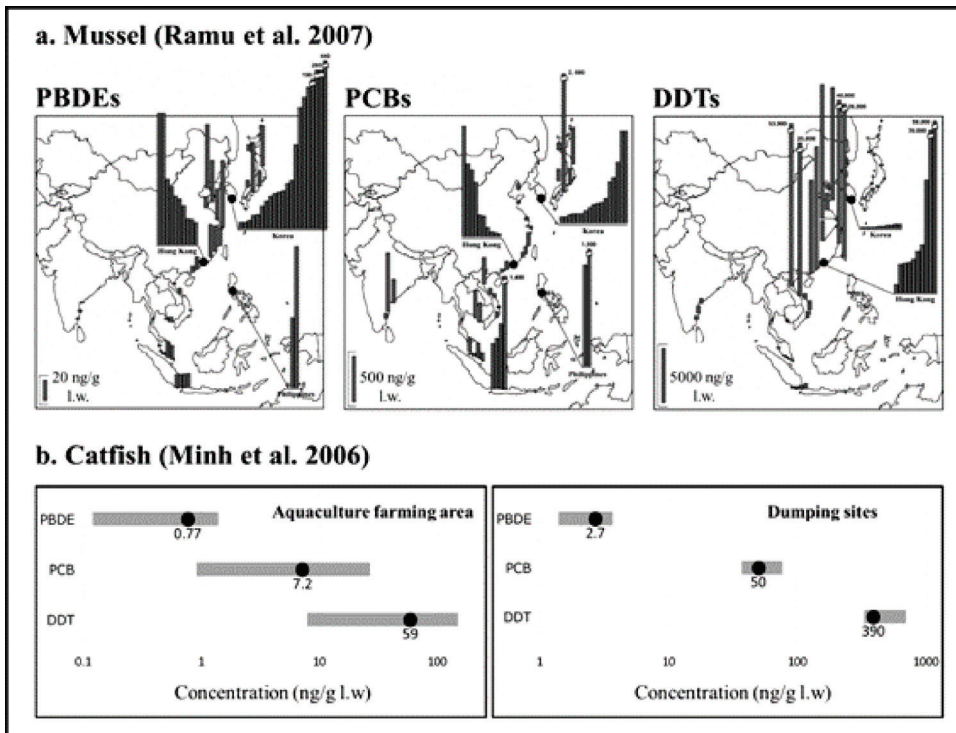 a. Mussel (Ramu et al. 2007)
PBDEs
PCBs
DDTs
Hong Kong
Korea
Philippines
20 ng/g
l.w.
Hong Kong
Korea
Philippines
500 ng/g
l.w.
Korea
Hong Kong
5000 ng/g
l.w.
b. Catfish (Minh et al. 2006)
Aquaculture farming area
PBDE
0.77
PCB
7.2
DDT
59
0.1 1 10 100
Concentration (ng/g l.w)
Dumping sites
PBDE
2.7
PCB
50
DDT
390
1 10 100 1000
Concentration (ng/g l.w)